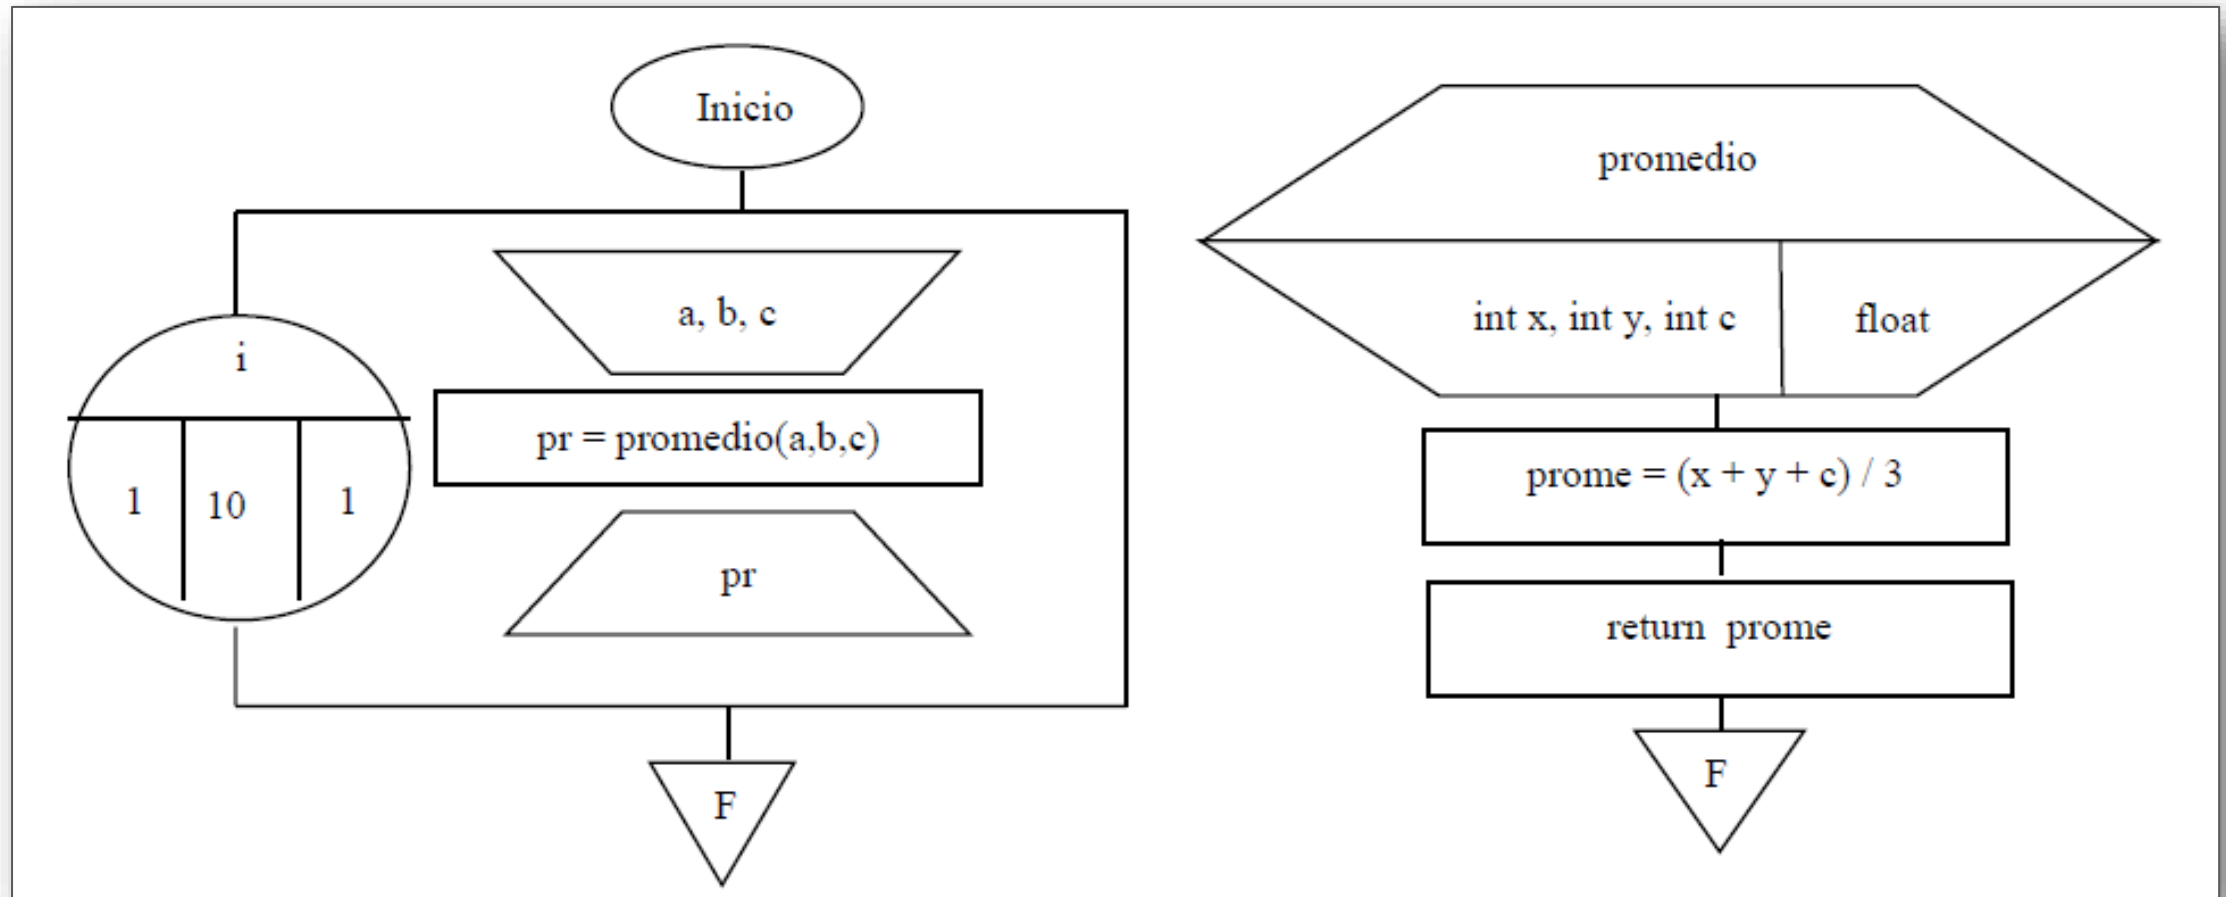 Inicio
a, b, c
i
1
10
1
pr = promedio(a,b,c)
pr
F
promedio
int x, int y, int c
float
prome = (x + y + c) / 3
return prome
F